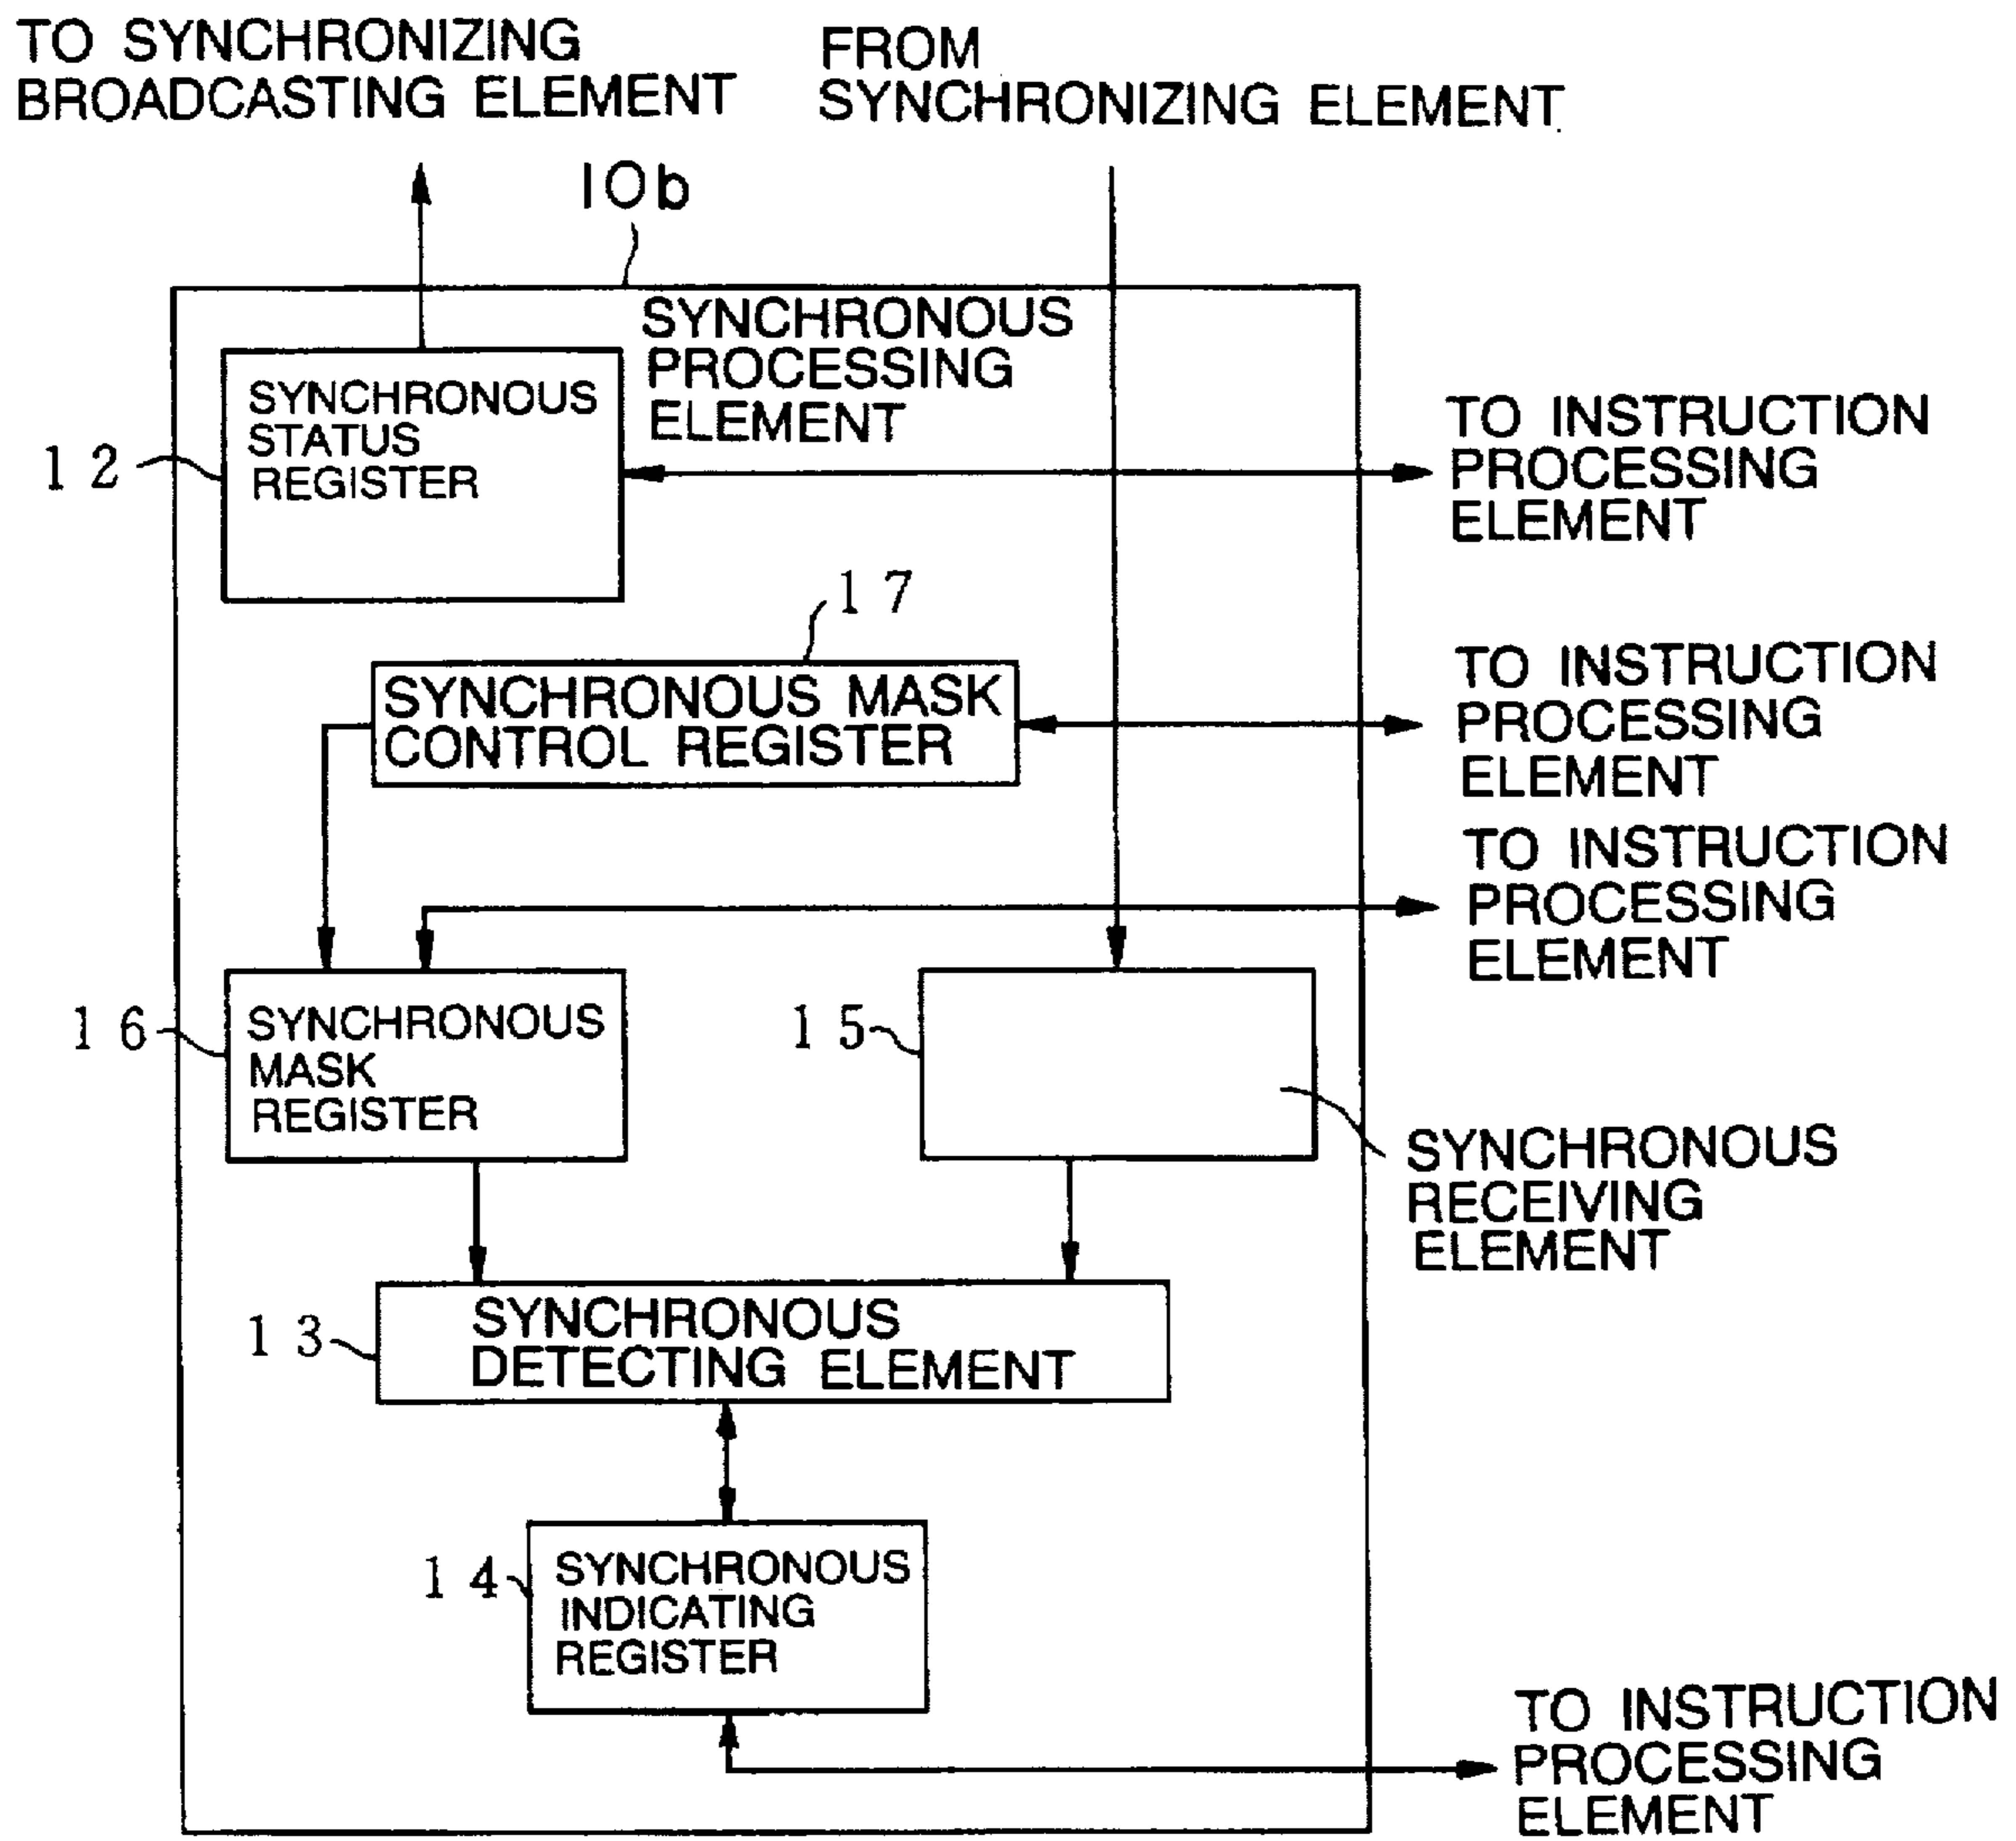 TO SYNCHRONIZING
BROADCASTING ELEMENT
FROM
SYNCHRONIZING ELEMENT
10b
SYNCHRONOUS
PROCESSING
ELEMENT
SYNCHRONOUS
STATUS
REGISTER
12
TO INSTRUCTION
PROCESSING
ELEMENT
17
SYNCHRONOUS MASK
CONTROL REGISTER
TO INSTRUCTION
PROCESSING
ELEMENT
TO INSTRUCTION
PROCESSING
ELEMENT
16
SYNCHRONOUS
MASK
REGISTER
15
SYNCHRONOUS
RECEIVING
ELEMENT
13
SYNCHRONOUS
DETECTING ELEMENT
14
SYNCHRONOUS
INDICATING
REGISTER
TO INSTRUCTION
PROCESSING
ELEMENT